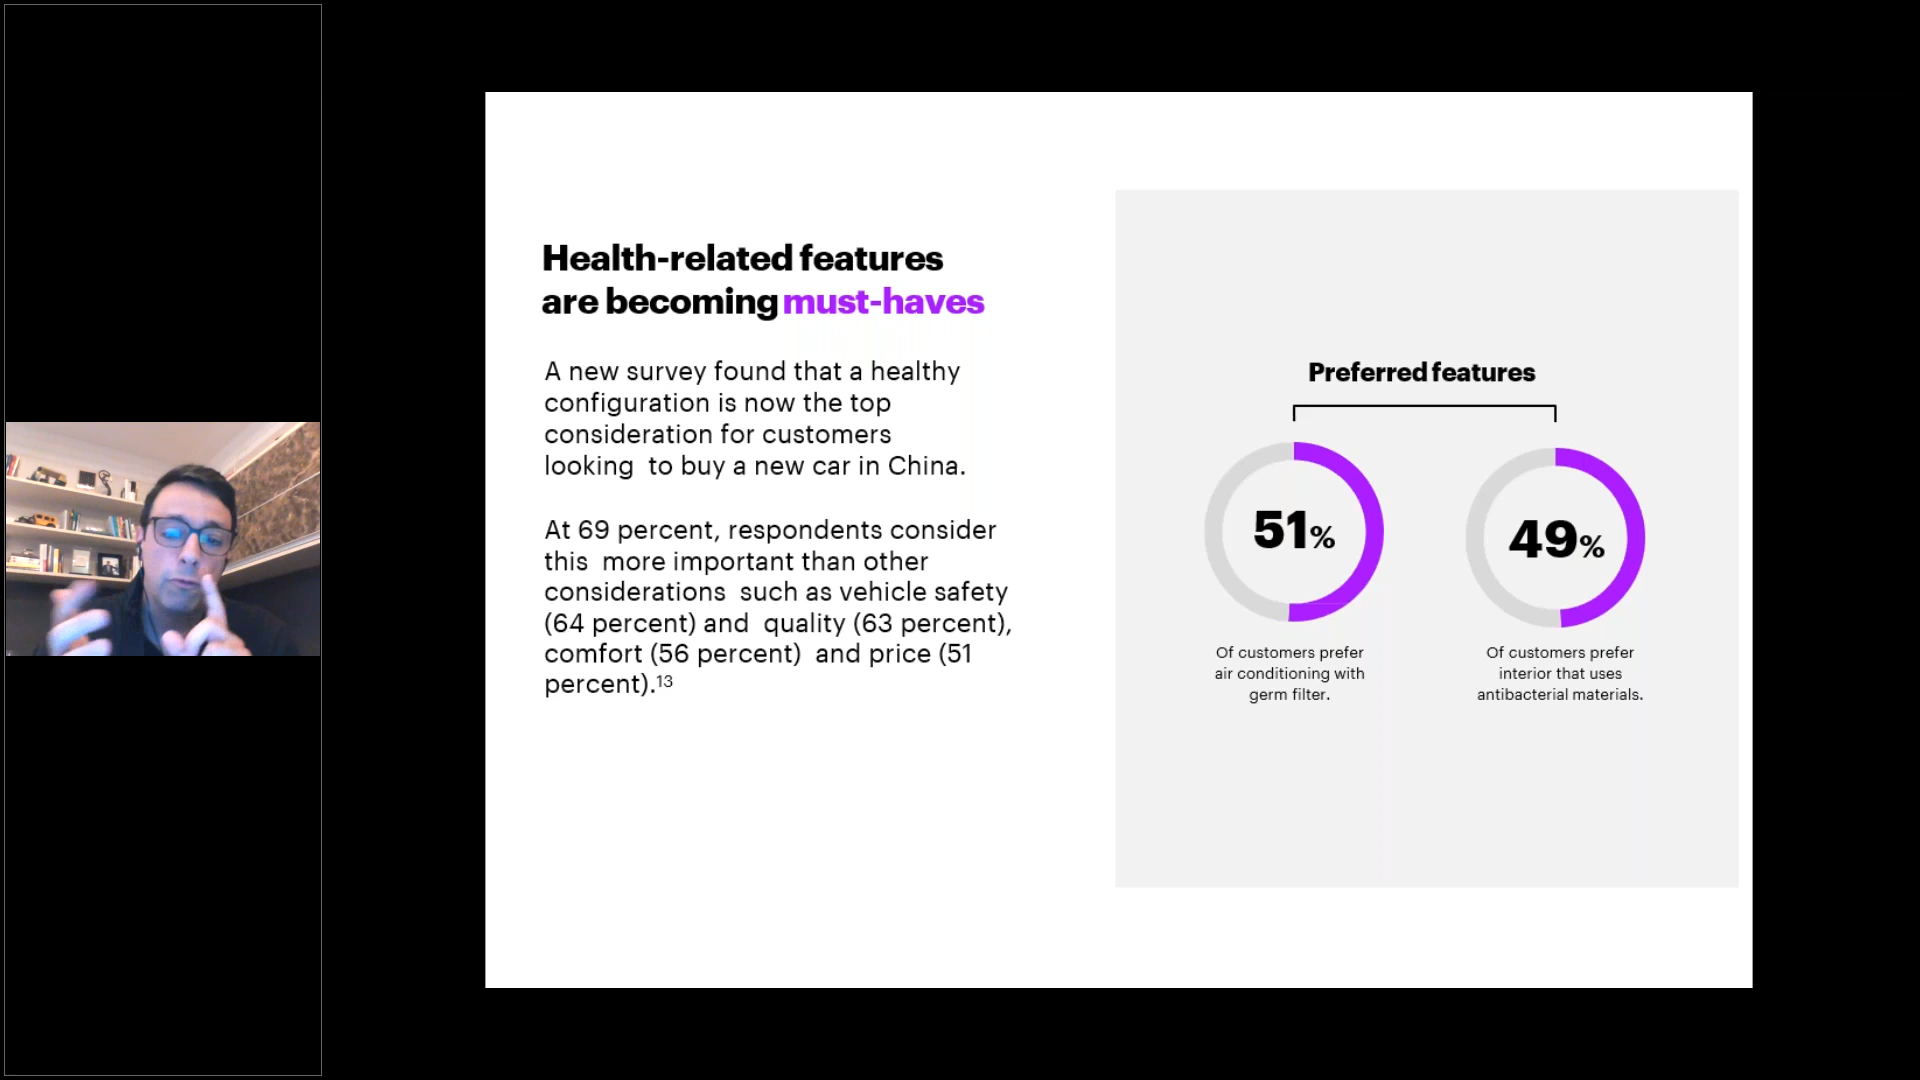 Health-related features
are becoming must-haves
A new survey found that a healthy
configuration is now the top
consideration for customers
looking  to buy a new car in China.
At 69 percent, respondents consider
this  more important than other
considerations  such as vehicle safety
(64 percent) and  quality (63 percent),
comfort (56 percent)  and price (51
percent).¹³
Preferred features
51%
Of customers prefer
air conditioning with
germ filter.
49%
Of customers prefer
interior that uses
antibacterial materials.